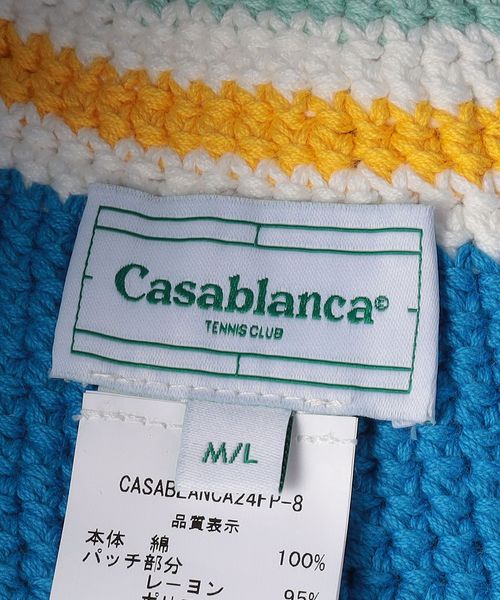 Casablanca®
TENNIS CLUB
M/L
CASABLANCA24FP-8
品質表示
本体 綿 100%
パッチ部分
レーヨン 95%